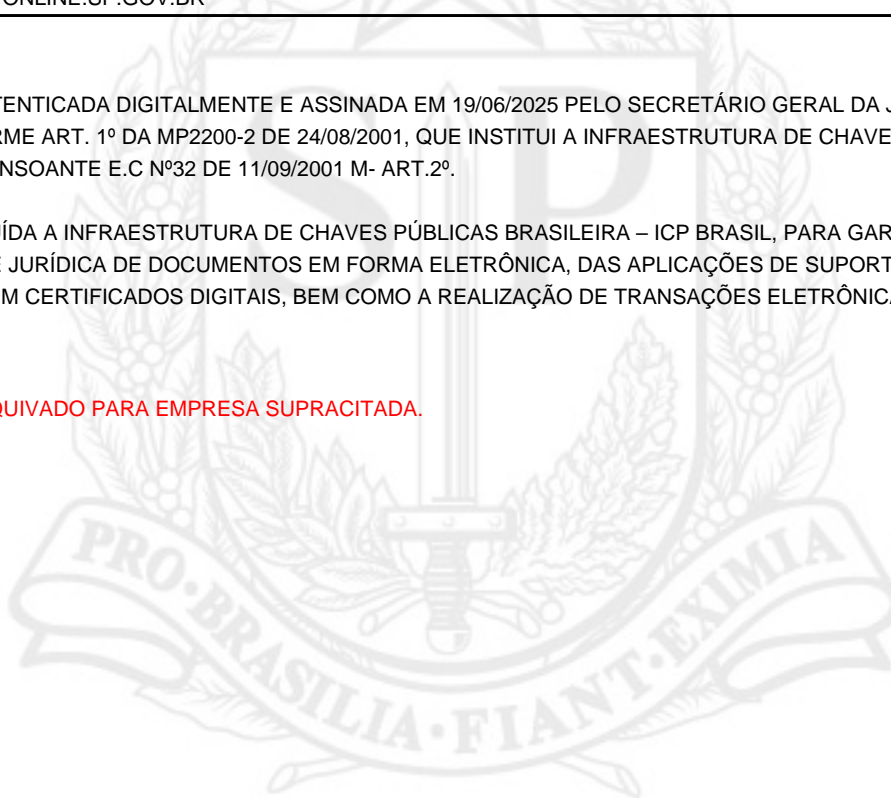 ONLINE.SP.GOV.BR
TENTICADA DIGITALMENTE E ASSINADA EM 19/06/2025 PELO SECRETÁRIO GERAL DA J
RME ART. 1º DA MP2200-2 DE 24/08/2001, QUE INSTITUI A INFRAESTRUTURA DE CHAVE
NSOANTE E.C Nº32 DE 11/09/2001 M- ART.2º.
ÍDA A INFRAESTRUTURA DE CHAVES PÚBLICAS BRASILEIRA – ICP BRASIL, PARA GAR
E JURÍDICA DE DOCUMENTOS EM FORMA ELETRÔNICA, DAS APLICAÇÕES DE SUPORT
M CERTIFICADOS DIGITAIS, BEM COMO A REALIZAÇÃO DE TRANSAÇÕES ELETRÔNICA
QUIVADO PARA EMPRESA SUPRACITADA.
SP
PRO·BRASILIA·FIANT·EXIMIA